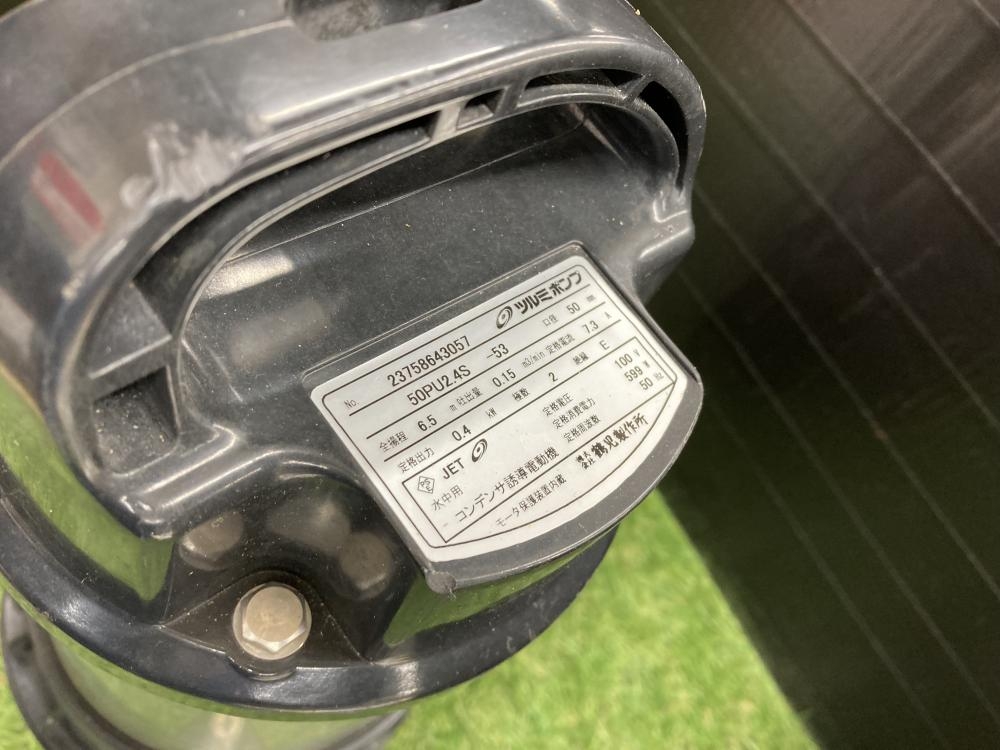 ツルミポンプ
No. 23758643057
50PU2.4S -53 口径 50 mm
全揚程 6.5 m 吐出量 0.15 m3/min 定格電流 7.3 A
定格出力 0.4 kW 極数 2 絶縁 E
PSE JET 定格電圧 100 V
水中用 定格消費電力 599 W
コンデンサ誘導電動機 定格周波数 50 Hz
モータ保護装置内蔵 株式会社 鶴見製作所